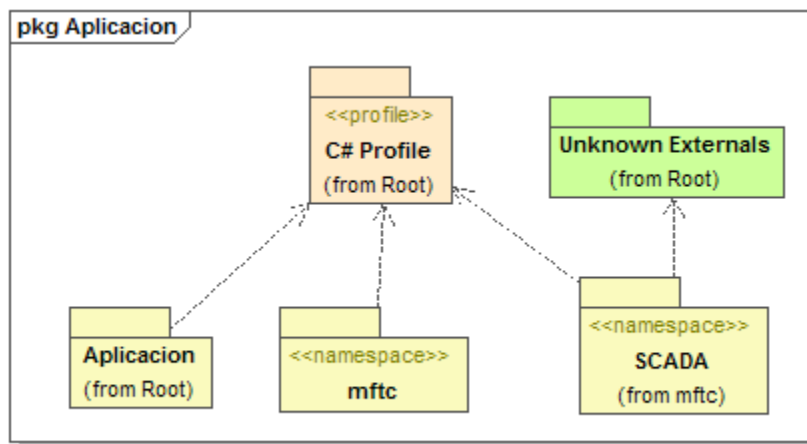 pkg Aplicacion
<<profile>>
C# Profile
(from Root)
Unknown Externals
(from Root)
Aplicacion
(from Root)
<<namespace>>
mftc
<<namespace>>
SCADA
(from mftc)